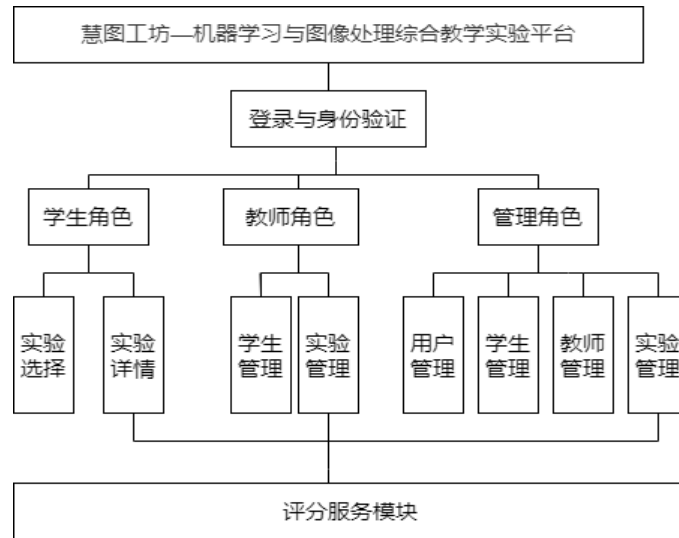 慧图工坊—机器学习与图像处理综合教学实验平台
登录与身份验证
学生角色
教师角色
管理角色
实验
选择
实验
详情
学生
管理
实验
管理
用户
管理
学生
管理
教师
管理
实验
管理
评分服务模块